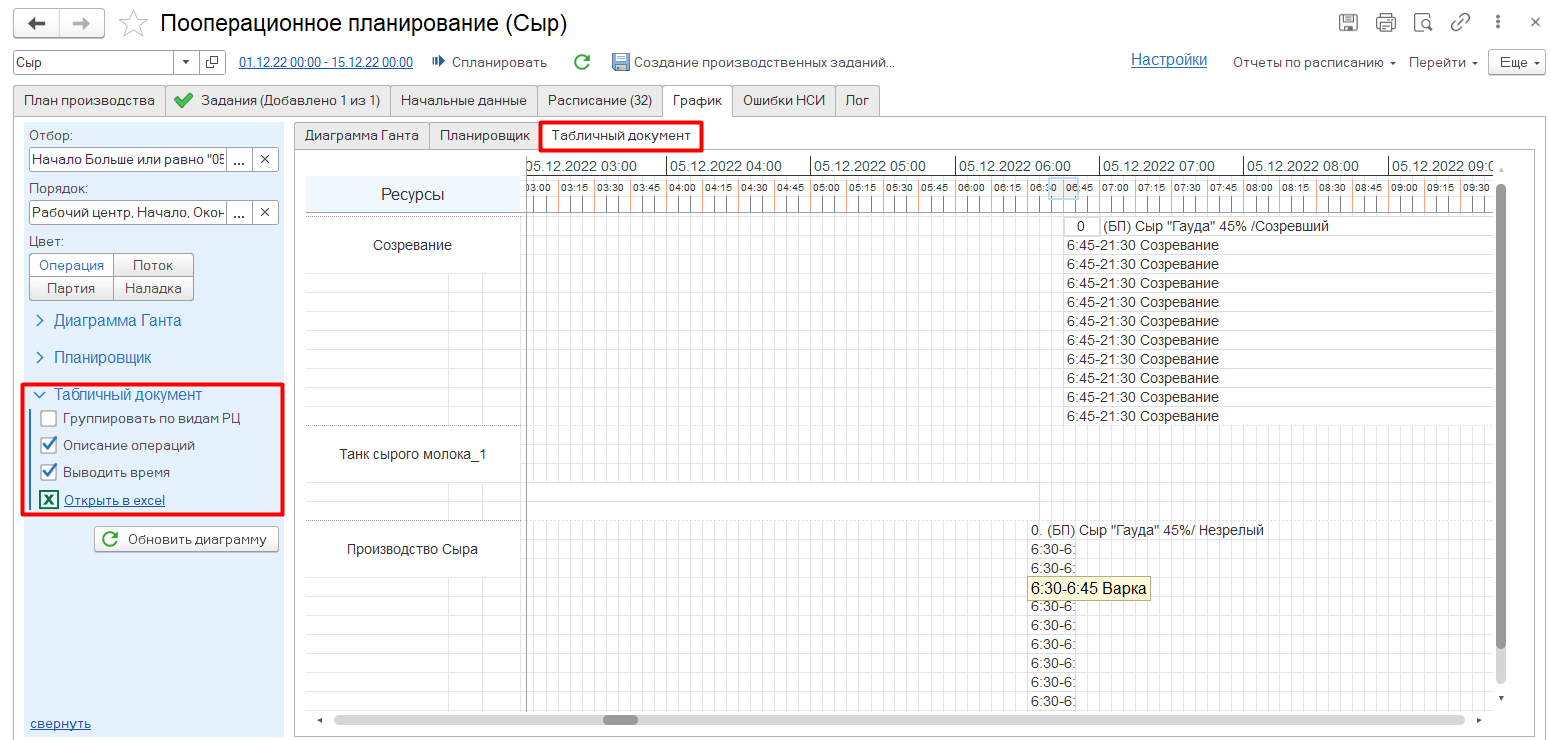 Пооперационное планирование (Сыр)
Сыр 01.12.22 00:00 - 15.12.22 00:00 Спланировать Создание производственных заданий... Настройки Отчеты по расписанию Перейти Еще
План производства Задания (Добавлено 1 из 1) Начальные данные Расписание (32) График Ошибки НСИ Лог
Отбор:
Начало Больше или равно "05 ... ×
Порядок:
Рабочий центр, Начало, Окон ... ×
Цвет:
Операция Поток
Партия Наладка
Диаграмма Ганта
Планировщик
Табличный документ
Группировать по видам РЦ
Описание операций
Выводить время
Открыть в excel
Обновить диаграмму
свернуть
Диаграмма Ганта Планировщик Табличный документ
05.12.2022 03:00 05.12.2022 04:00 05.12.2022 05:00 05.12.2022 06:00 05.12.2022 07:00 05.12.2022 08:00 05.12.2022 09:0
Ресурсы
03:00 03:15 03:30 03:45 04:00 04:15 04:30 04:45 05:00 05:15 05:30 05:45 06:00 06:15 06:30 06:45 07:00 07:15 07:30 07:45 08:00 08:15 08:30 08:45 09:00 09:15 09:30
0 (БП) Сыр "Гауда" 45% /Созревший
Созревание 6:45-21:30 Созревание
6:45-21:30 Созревание
6:45-21:30 Созревание
6:45-21:30 Созревание
6:45-21:30 Созревание
6:45-21:30 Созревание
6:45-21:30 Созревание
6:45-21:30 Созревание
6:45-21:30 Созревание
6:45-21:30 Созревание
Танк сырого молока_1
0. (БП) Сыр "Гауда" 45%/ Незрелый
Производство Сыра 6:30-6:
6:30-6:
6:30-6:45 Варка
6:30-6:
6:30-6:
6:30-6:
6:30-6:
6:30-6:
6:30-6: